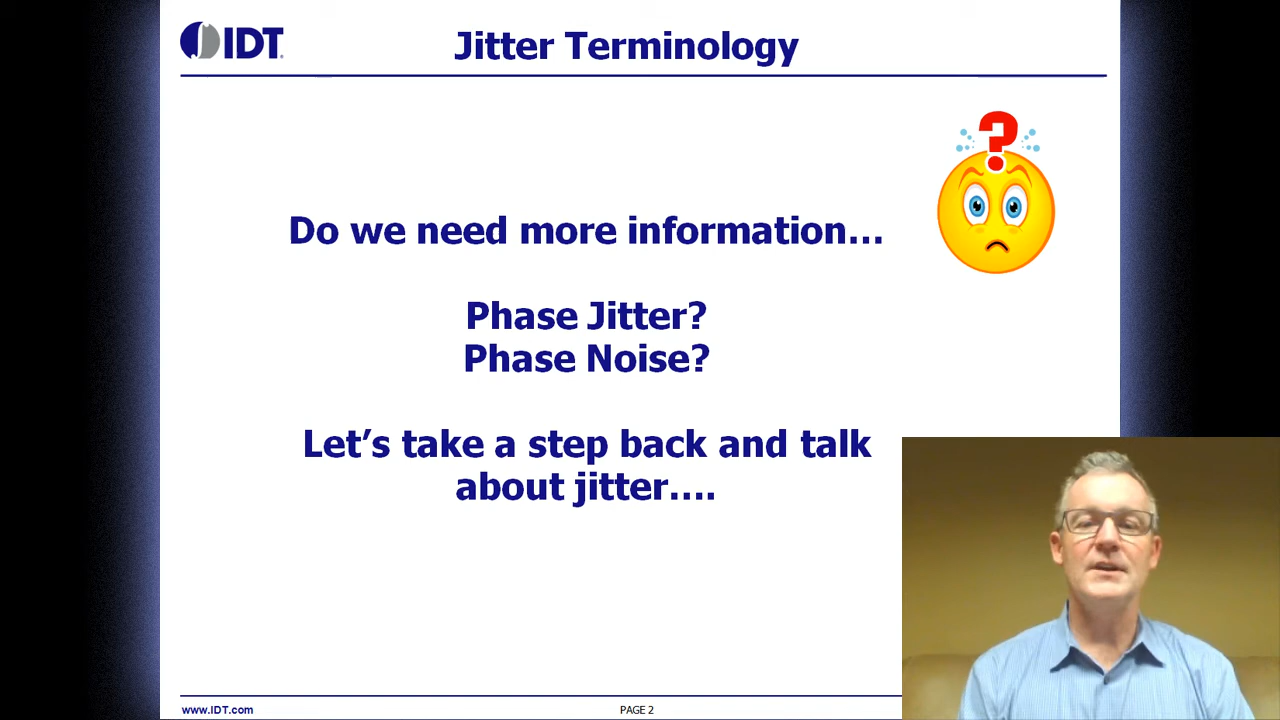 IDT
Jitter Terminology
?
Do we need more information...
Phase Jitter?
Phase Noise?
Let's take a step back and talk
about jitter....
www.IDT.com
PAGE 2